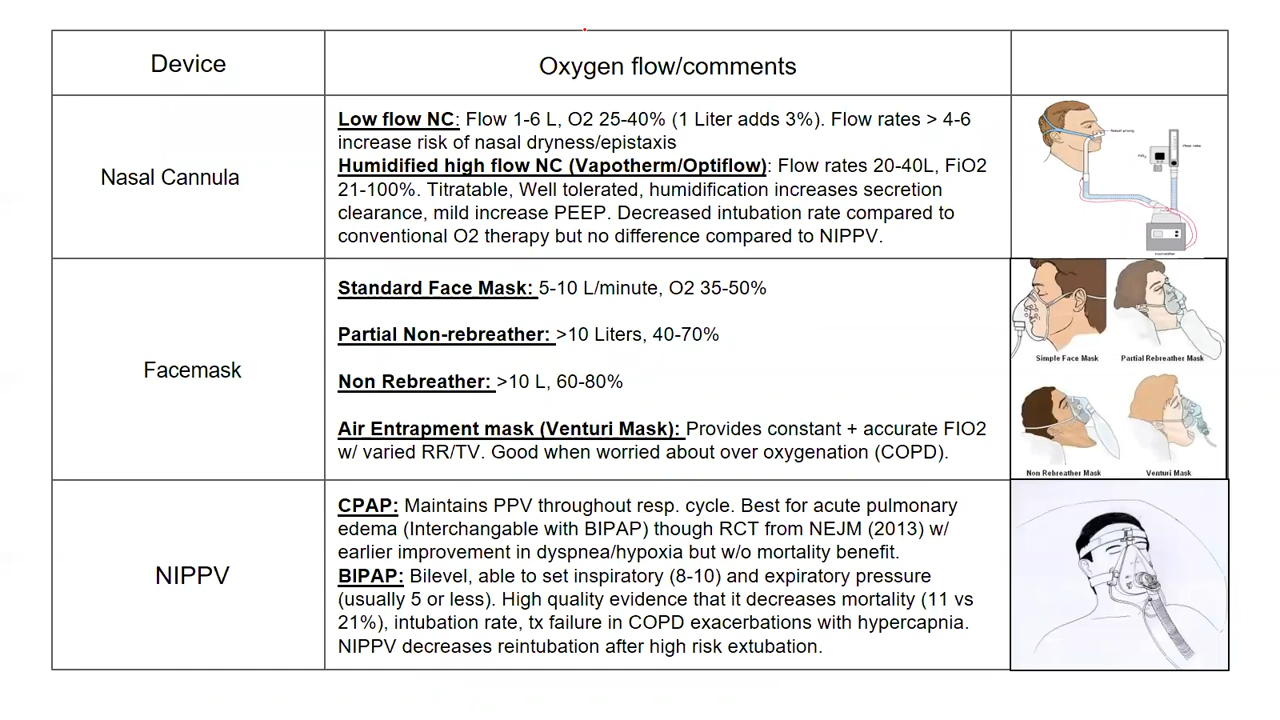 Device
Oxygen flow/comments
Nasal Cannula
Low flow NC: Flow 1-6 L, O2 25-40% (1 Liter adds 3%). Flow rates > 4-6
increase risk of nasal dryness/epistaxis
Humidified high flow NC (Vapotherm/Optiflow): Flow rates 20-40L, FiO2
21-100%. Titratable, Well tolerated, humidification increases secretion
clearance, mild increase PEEP. Decreased intubation rate compared to
conventional O2 therapy but no difference compared to NIPPV.
Facemask
Standard Face Mask: 5-10 L/minute, O2 35-50%
Partial Non-rebreather: >10 Liters, 40-70%
Non Rebreather: >10 L, 60-80%
Air Entrapment mask (Venturi Mask): Provides constant + accurate FIO2
w/ varied RR/TV. Good when worried about over oxygenation (COPD).
Simple Face Mask
Partial Rebreather Mask
Non Rebreather Mask
Venturi Mask
NIPPV
CPAP: Maintains PPV throughout resp. cycle. Best for acute pulmonary
edema (Interchangable with BIPAP) though RCT from NEJM (2013) w/
earlier improvement in dyspnea/hypoxia but w/o mortality benefit.
BIPAP: Bilevel, able to set inspiratory (8-10) and expiratory pressure
(usually 5 or less). High quality evidence that it decreases mortality (11 vs
21%), intubation rate, tx failure in COPD exacerbations with hypercapnia.
NIPPV decreases reintubation after high risk extubation.